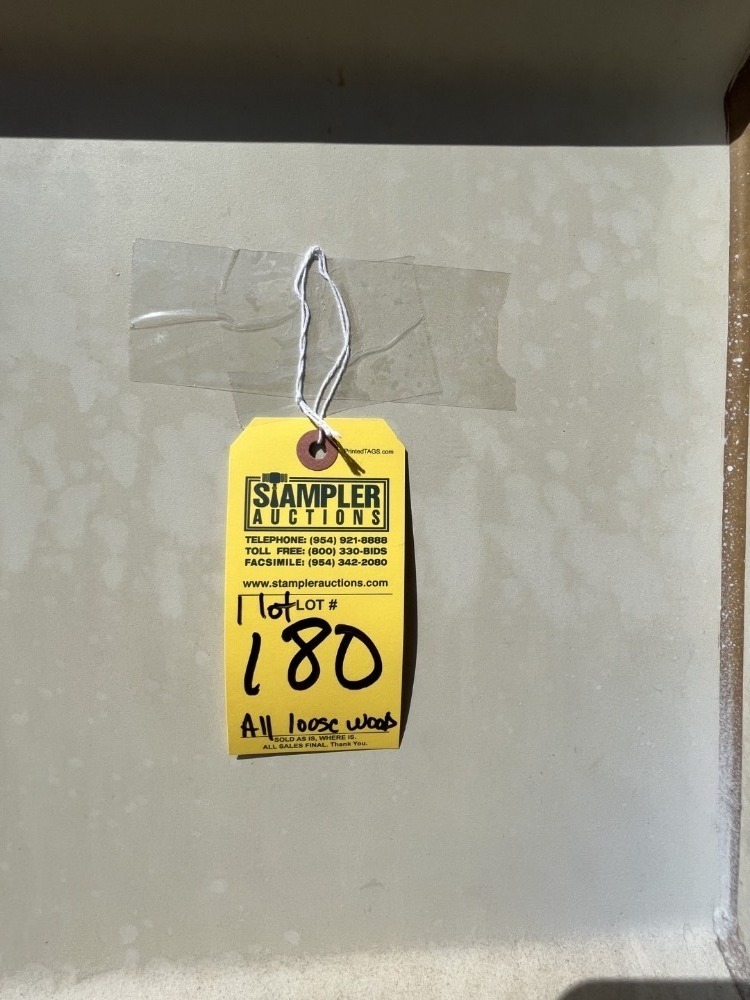 PrintedTAGS.com
STAMPLER
AUCTIONS
TELEPHONE: (954) 921-8888
TOLL FREE: (800) 330-BIDS
FACSIMILE: (954) 342-2080
www.stamplerauctions.com
1 lot LOT #
180
All loose wood
SOLD AS IS, WHERE IS.
ALL SALES FINAL. Thank You.